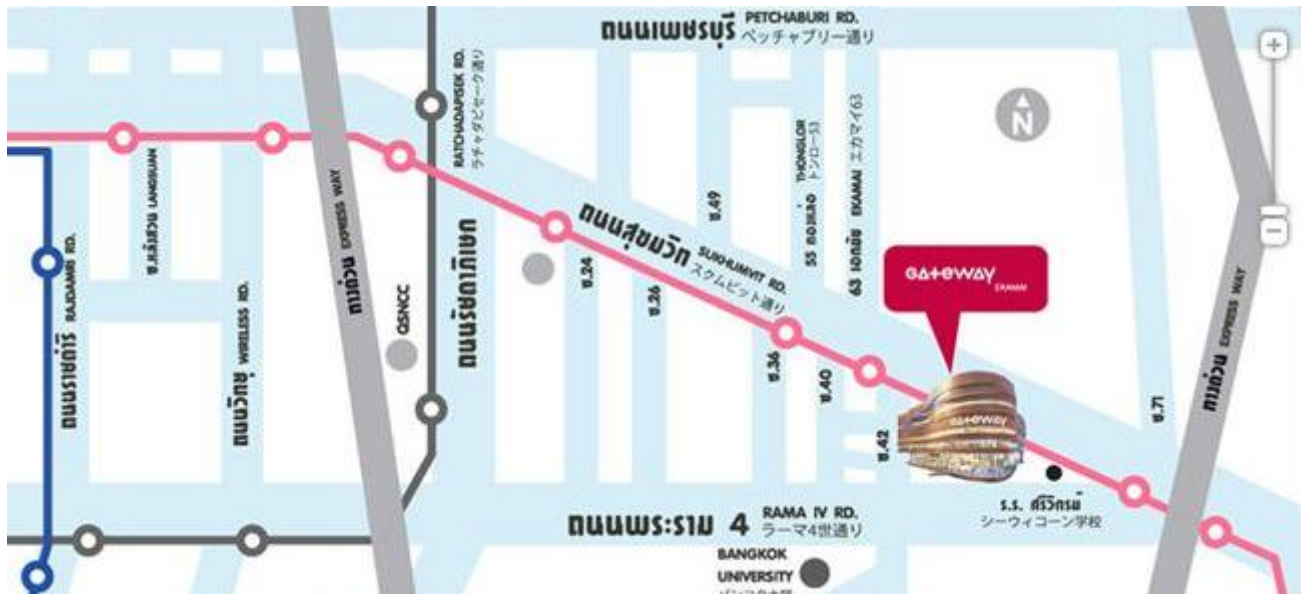 ถนนเพชรบุรี PETCHABURI RD.
ペッチャブリー通り
RATCHADAPISEK RD.
ラチャダピセーク通り
ถนนรัชดาภิเษก
ซ.หลังสวน LANGSUAN
ถนนราชดำริ RAJDAMRI RD.
ถนนวิทยุ WIRELESS RD.
ทางด่วน EXPRESS WAY
QSNCC
ซ.24
ซ.26
ถนนสุขุมวิท SUKHUMVIT RD.
スクムビット通り
ซ.49
55 ทองหล่อ THONGLOR
トンロー53
63 เอกมัย EKAMAI エカマイ63
N
+
−
GATEWAY
EKAMAI
GATEWAY
ซ.36
ซ.40
ซ.42
ซ.71
ทางด่วน EXPRESS WAY
ร.ร. ศรีวิกรม์
シーウィコーン学校
ถนนพระราม 4 RAMA IV RD.
ラーマ4世通り
BANGKOK
UNIVERSITY